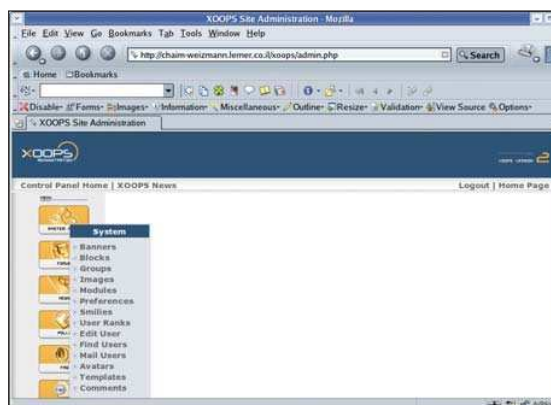 XOOPS Site Administration - Mozilla
File Edit View Go Bookmarks Tab Tools Window Help
http://chaim-weizmann.lerner.co.il/xoops/admin.php Search
Home Bookmarks
Disable Forms Images Information Miscellaneous Outline Resize Validation View Source Options
XOOPS Site Administration
XOOPS
ADMINISTRATION
2
Control Panel Home | XOOPS News Logout | Home Page
MENU
System
Banners
Blocks
Groups
Images
Modules
Preferences
Smilies
User Ranks
Edit User
Find Users
Mail Users
Avatars
Templates
Comments